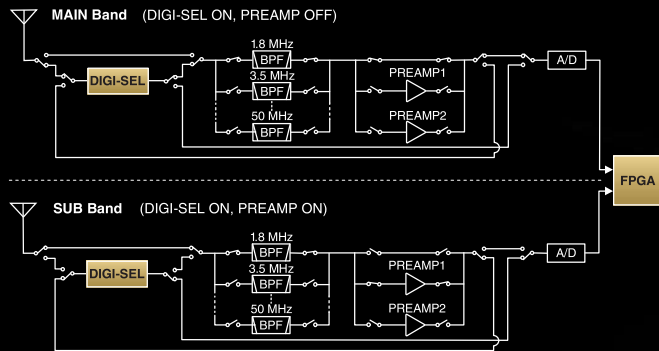 MAIN Band (DIGI-SEL ON, PREAMP OFF)
1.8 MHz
BPF
A/D
DIGI-SEL
3.5 MHz
BPF
PREAMP1
50 MHz
BPF
PREAMP2
FPGA
SUB Band (DIGI-SEL ON, PREAMP ON)
1.8 MHz
BPF
A/D
DIGI-SEL
3.5 MHz
BPF
PREAMP1
50 MHz
BPF
PREAMP2